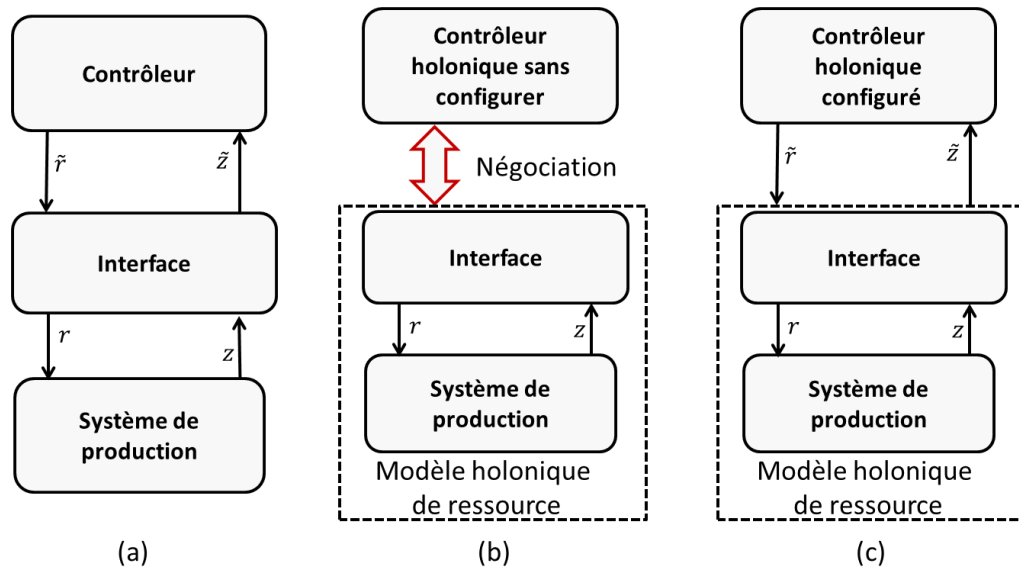 Contrôleur
r̃
z̃
Interface
r
z
Système de
production
(a)
Contrôleur
holonique sans
configurer
Négociation
Interface
r
z
Système de
production
Modèle holonique
de ressource
(b)
Contrôleur
holonique
configuré
r̃
z̃
Interface
r
z
Système de
production
Modèle holonique
de ressource
(c)